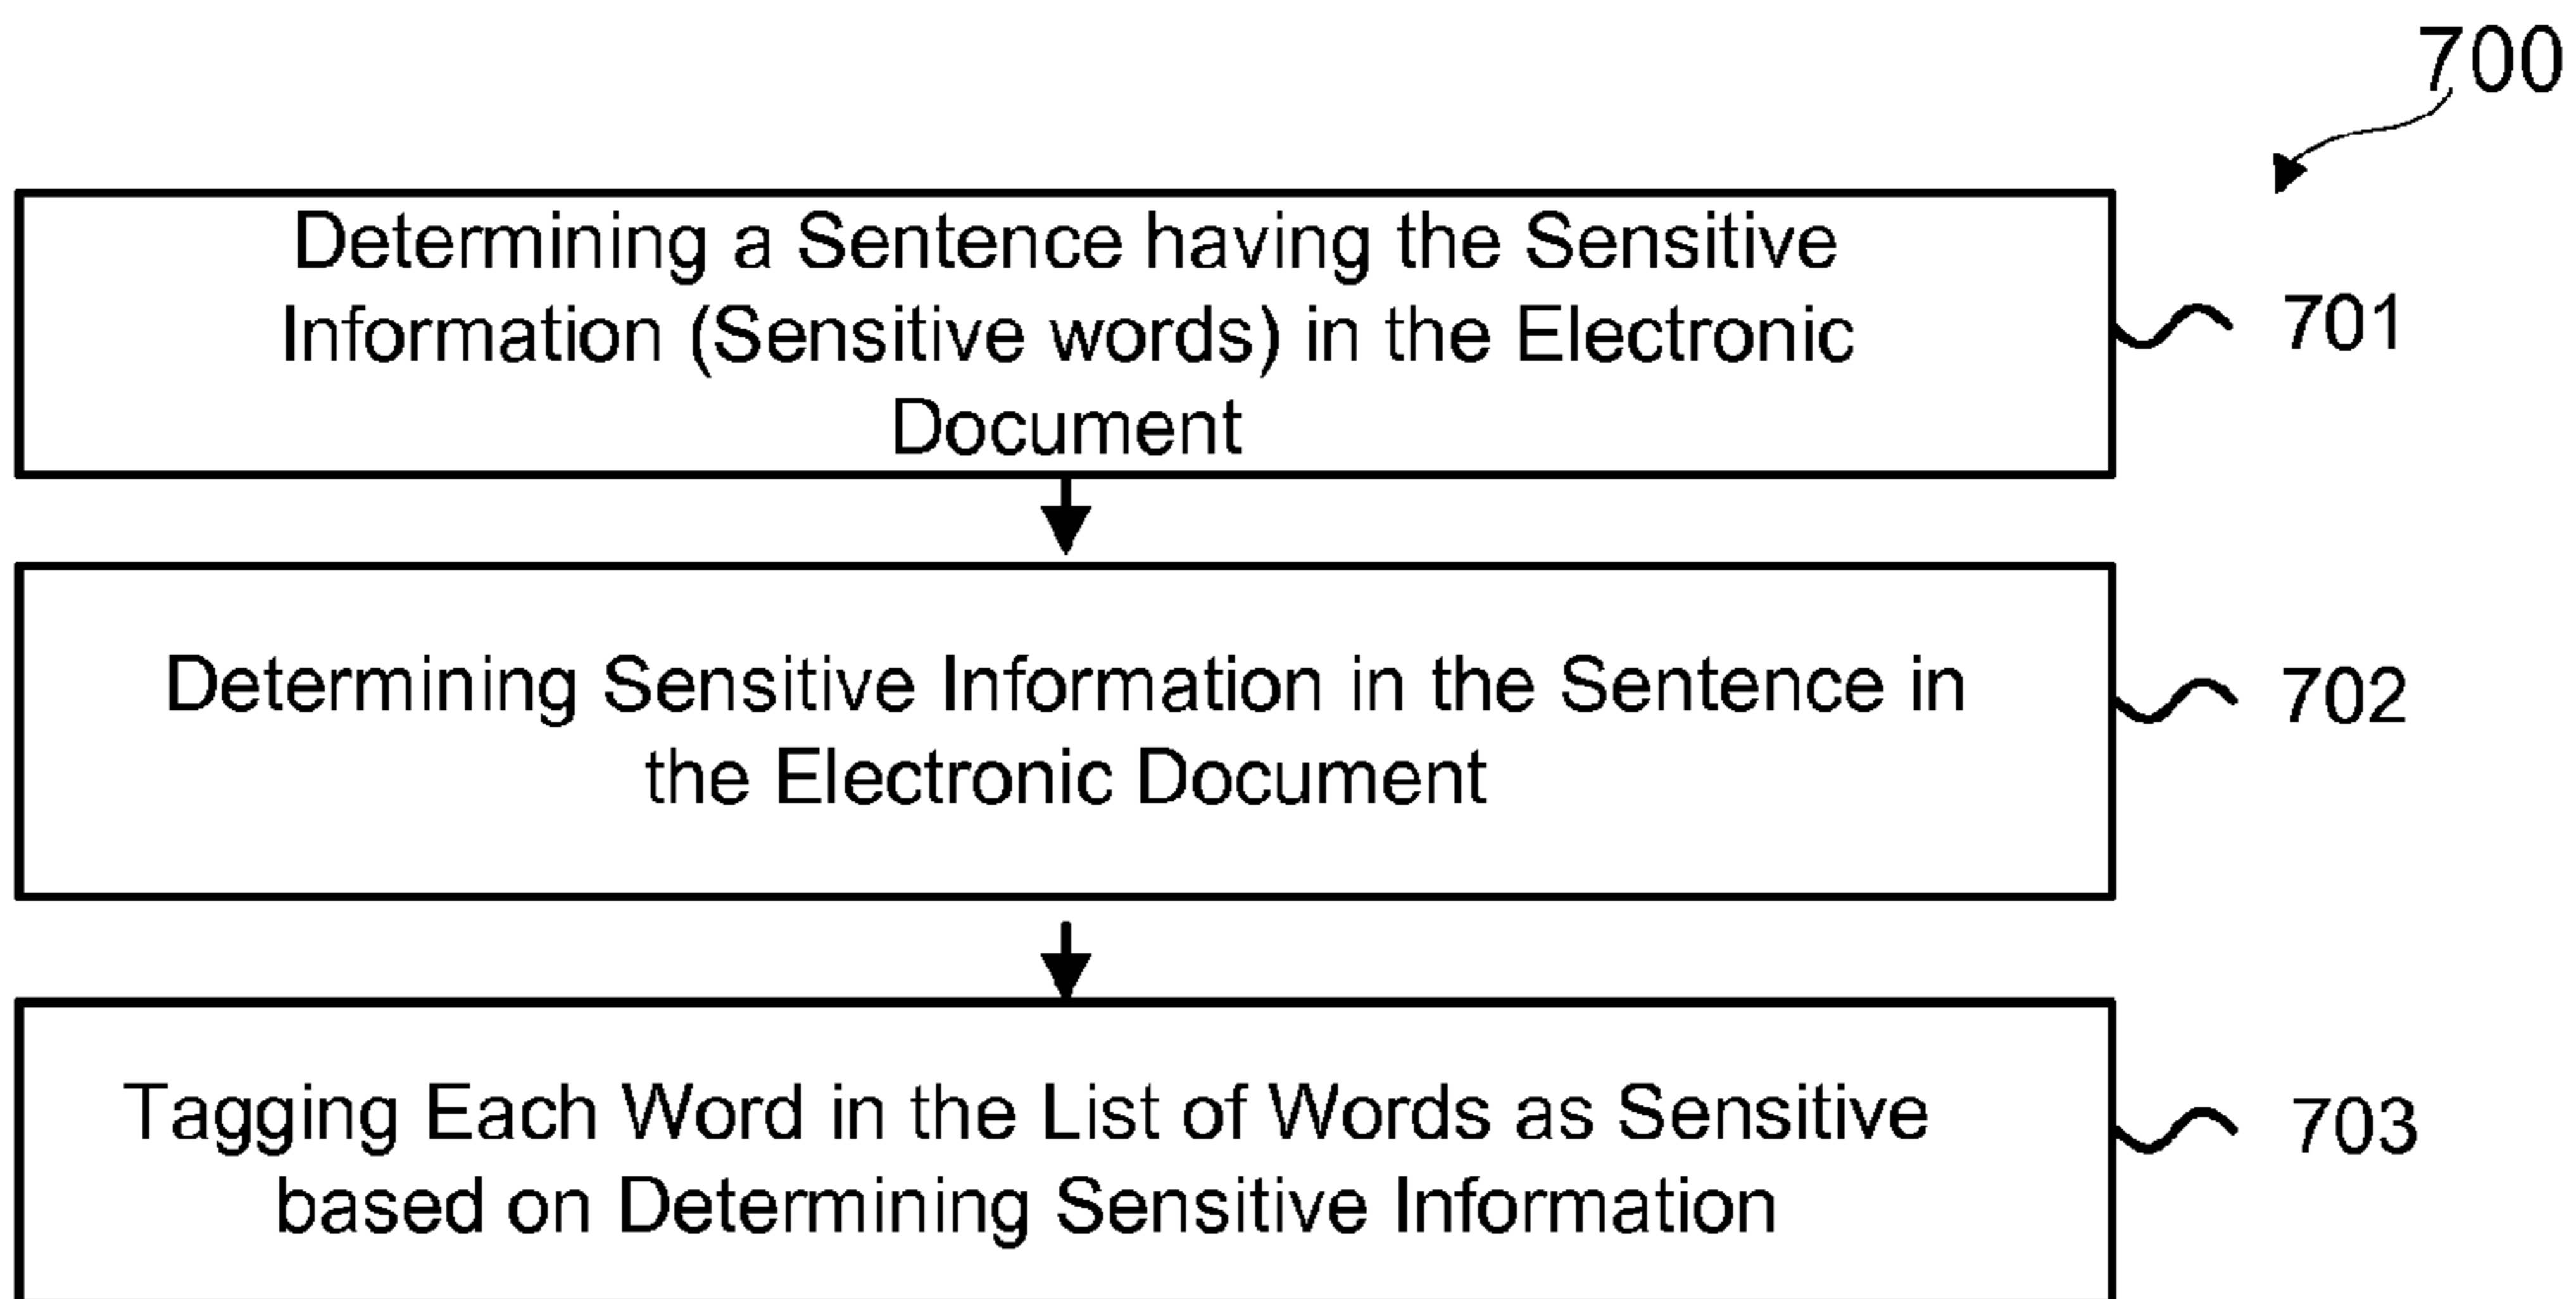 700
Determining a Sentence having the Sensitive
Information (Sensitive words) in the Electronic
Document
701
Determining Sensitive Information in the Sentence in
the Electronic Document
702
Tagging Each Word in the List of Words as Sensitive
based on Determining Sensitive Information
703